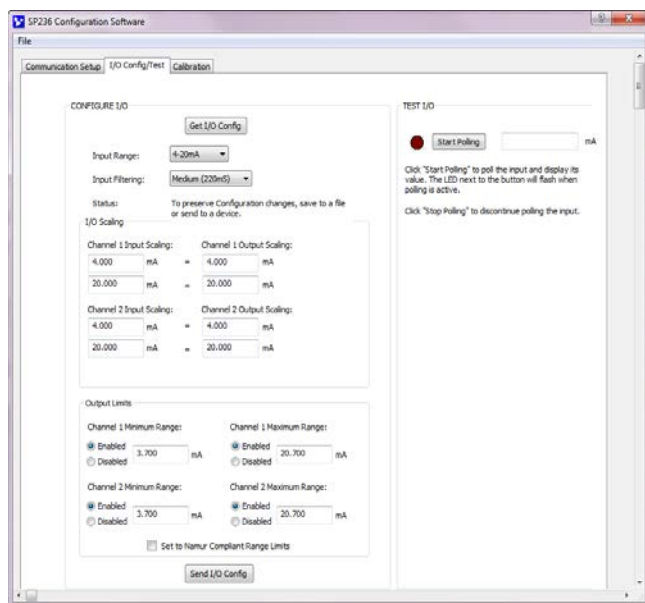 SP236 Configuration Software
File
Communication Setup I/O Config/Test Calibration
CONFIGURE I/O
Get I/O Config
Input Range: 4-20mA
Input Filtering: Medium (220mS)
Status: To preserve Configuration changes, save to a file
or send to a device.
I/O Scaling
Channel 1 Input Scaling: Channel 1 Output Scaling:
4.000 mA = 4.000 mA
20.000 mA = 20.000 mA
Channel 2 Input Scaling: Channel 2 Output Scaling:
4.000 mA = 4.000 mA
20.000 mA = 20.000 mA
Output Limits
Channel 1 Minimum Range: Channel 1 Maximum Range:
Enabled 3.700 mA Enabled 20.700 mA
Disabled Disabled
Channel 2 Minimum Range: Channel 2 Maximum Range:
Enabled 3.700 mA Enabled 20.700 mA
Disabled Disabled
Set to Namur Compliant Range Limits
Send I/O Config
TEST I/O
Start Polling mA
Click "Start Polling" to poll the input and display its
value. The LED next to the button will flash when
polling is active.
Click "Stop Polling" to discontinue polling the input.